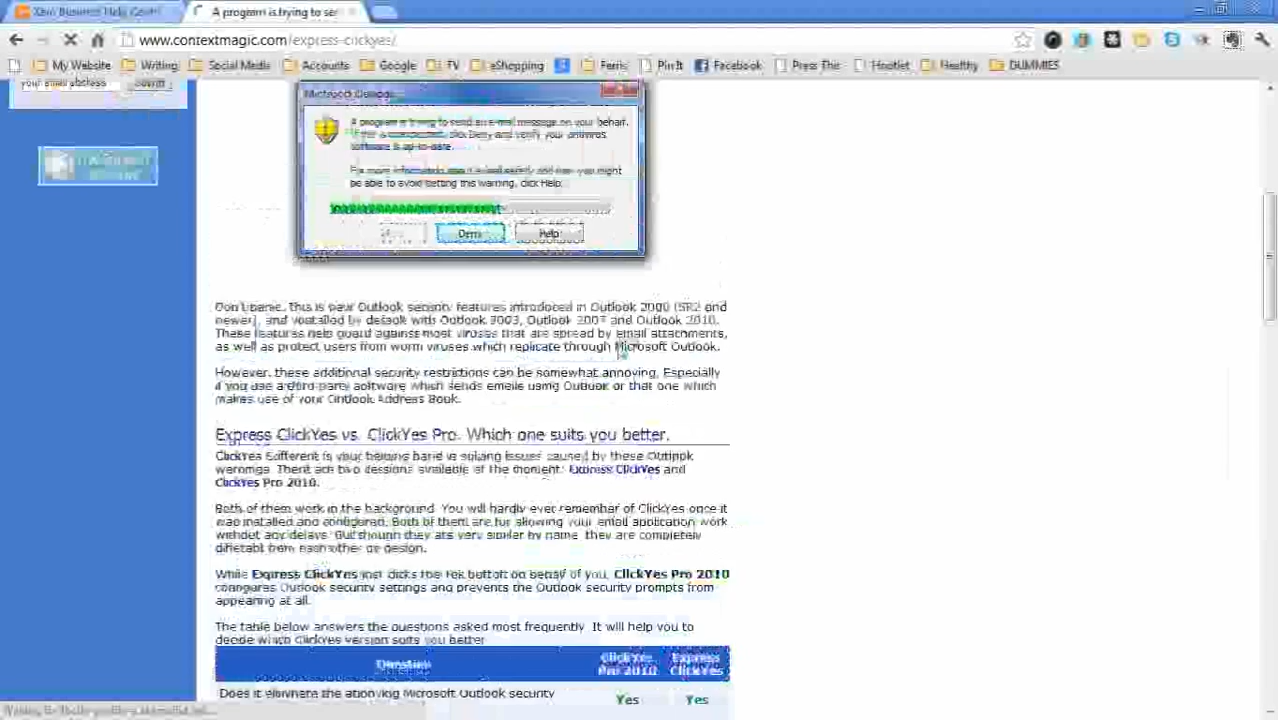 A program is trying to se
www.contextmagic.com/express-clickyes/
My Website Writing Social Media Accounts Google TV eShopping Ferris Pin It Facebook Press This Hootlet Healthy DUMMIES
your email address
Microsoft Outlook
A program is trying to send an e-mail message on your behalf.
If this is unexpected, click Deny and verify your antivirus
software is up-to-date.
For more information about e-mail safety and how you might
be able to avoid getting this warning, click Help.
Deny Help
Don't panic. This is your Outlook security features introduced in Outlook 2000 (SR2 and
newer), and installed by default with Outlook 2003, Outlook 2007 and Outlook 2010.
These features help guard against most viruses that are spread by email attachments,
as well as protect users from worm viruses which replicate through Microsoft Outlook.
However, these additional security restrictions can be somewhat annoying. Especially
if you use a third-party software which sends emails using Outlook or that one which
makes use of your Outlook Address Book.
Express ClickYes vs. ClickYes Pro. Which one suits you better.
ClickYes is your helping hand in solving issues caused by these Outlook
warnings. There are two versions available at the moment: Express ClickYes and
ClickYes Pro 2010.
Both of them work in the background. You will hardly ever remember of ClickYes once it
was installed and configured. Both of them are for allowing your email application work
without any delays. But though they are very similar by name, they are completely
different from each other by design.
While Express ClickYes just clicks the Yes button on behalf of you, ClickYes Pro 2010
configures Outlook security settings and prevents the Outlook security prompts from
appearing at all.
The table below answers the questions asked most frequently. It will help you to
decide which ClickYes version suits you better
Question ClickYes Pro 2010 Express ClickYes
Does it eliminate the annoying Microsoft Outlook security
Yes Yes